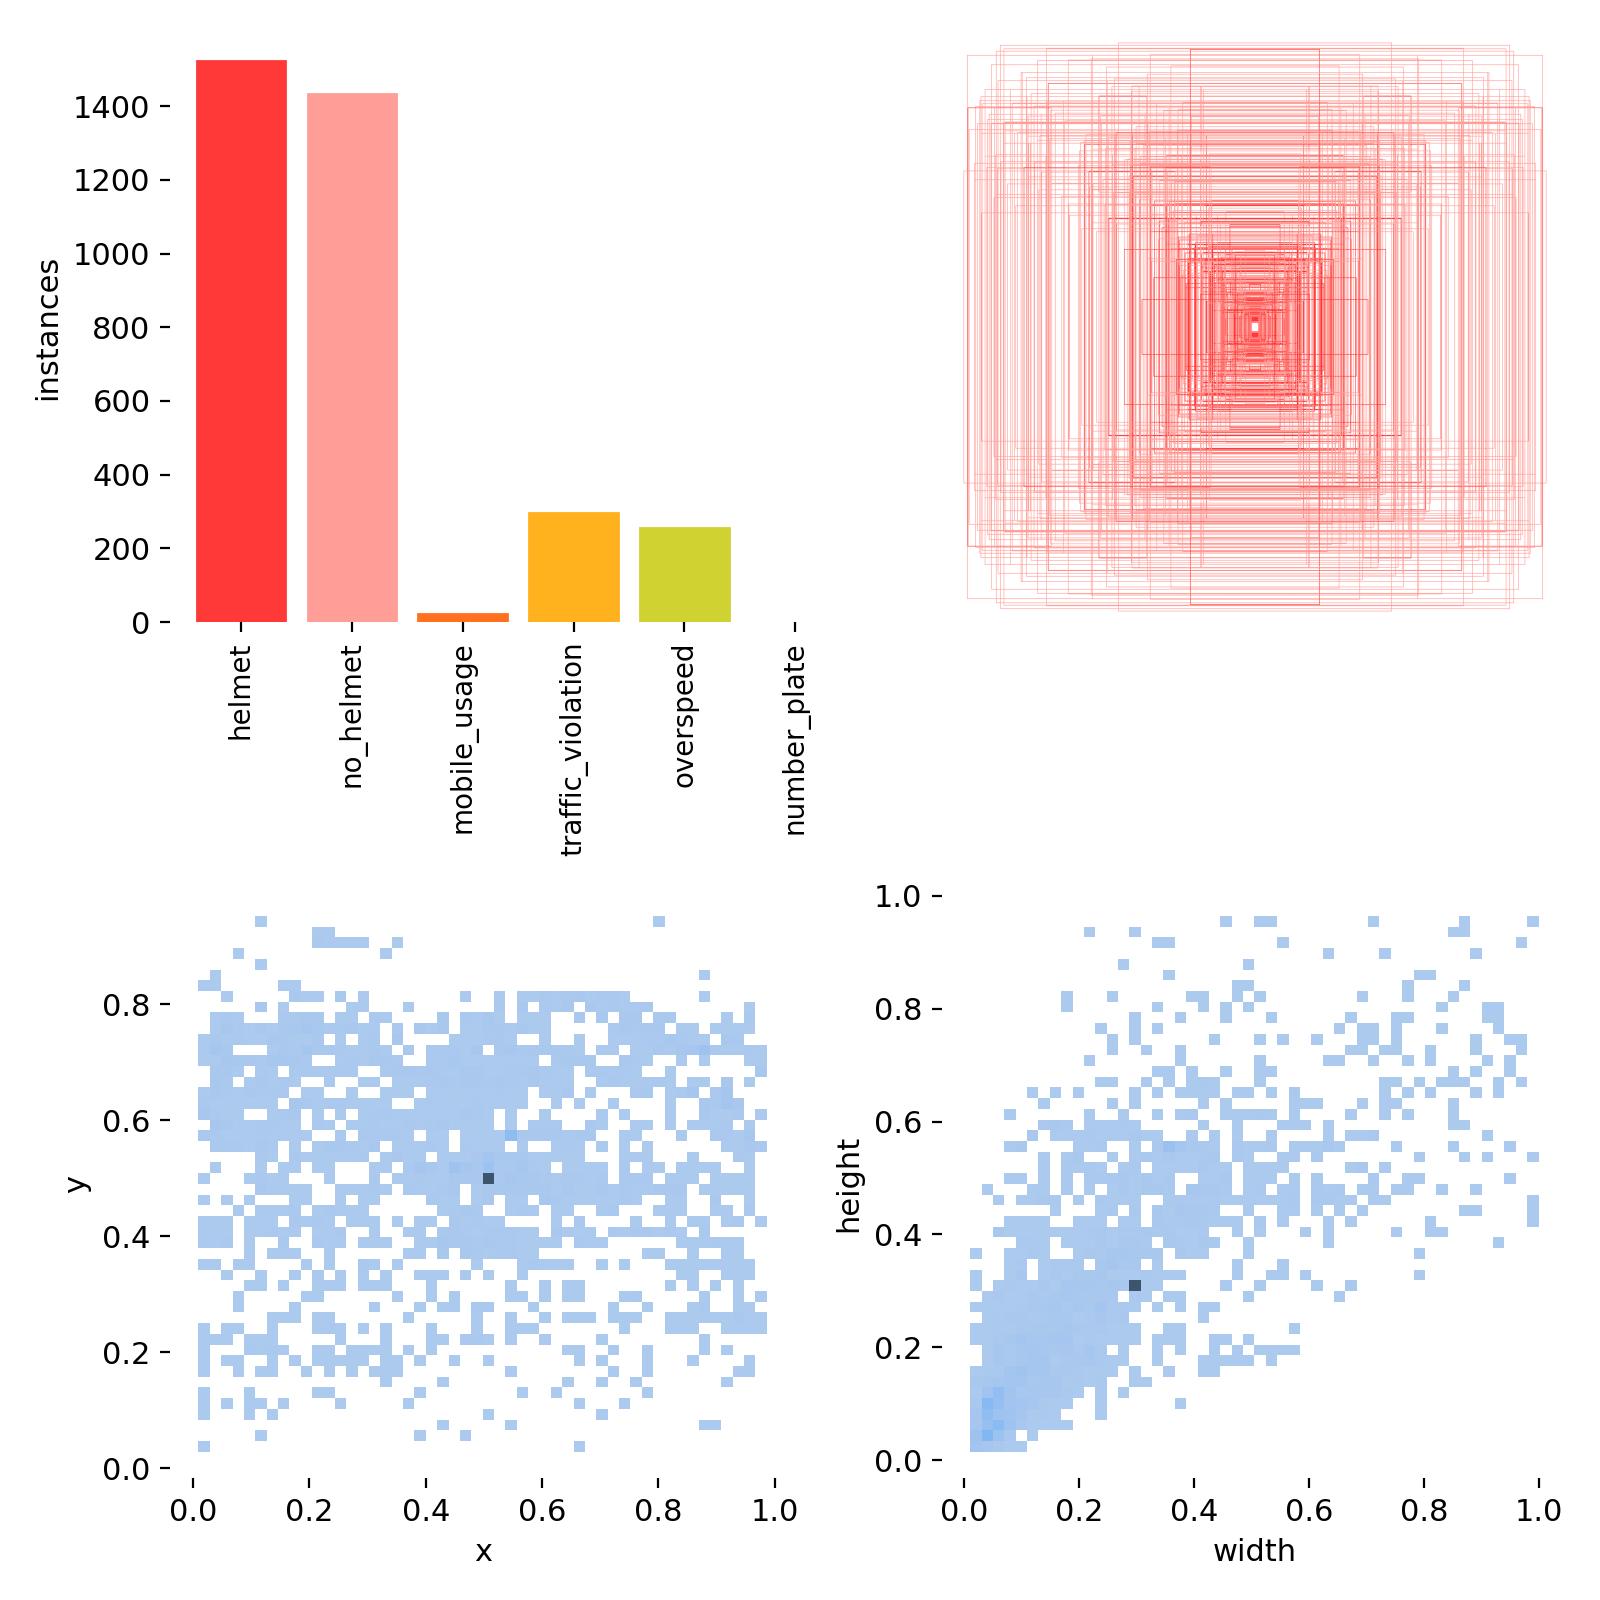 instances
1400
1200
1000
800
600
400
200
0
helmet
no_helmet
mobile_usage
traffic_violation
overspeed
number_plate
y
0.8
0.6
0.4
0.2
0.0
0.0 0.2 0.4 0.6 0.8 1.0
x
height
1.0
0.8
0.6
0.4
0.2
0.0
0.0 0.2 0.4 0.6 0.8 1.0
width